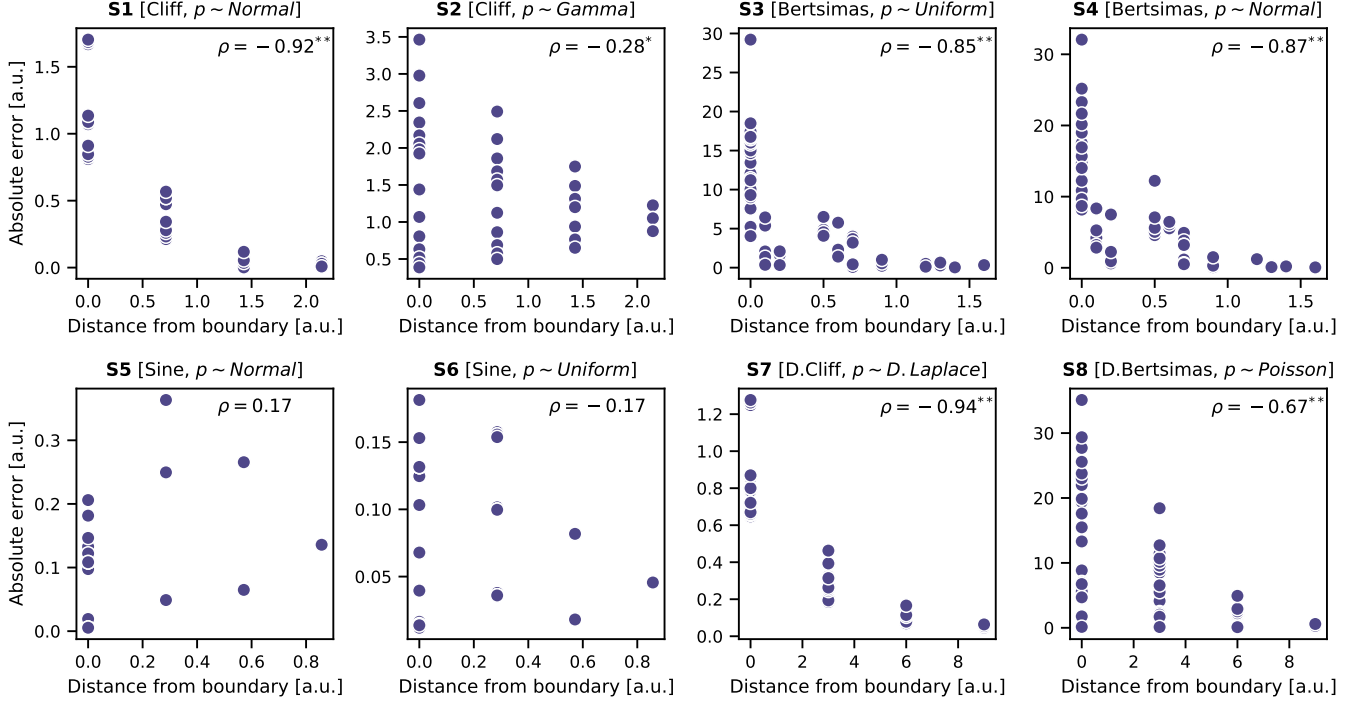 S1 [Cliff, p ~ Normal]
ρ = −0.92**
Absolute error [a.u.]
1.5
1.0
0.5
0.0
0.0 0.5 1.0 1.5 2.0
Distance from boundary [a.u.]
S2 [Cliff, p ~ Gamma]
ρ = −0.28*
3.5
3.0
2.5
2.0
1.5
1.0
0.5
0.0 0.5 1.0 1.5 2.0
Distance from boundary [a.u.]
S3 [Bertsimas, p ~ Uniform]
ρ = −0.85**
30
25
20
15
10
5
0
0.0 0.5 1.0 1.5
Distance from boundary [a.u.]
S4 [Bertsimas, p ~ Normal]
ρ = −0.87**
30
20
10
0
0.0 0.5 1.0 1.5
Distance from boundary [a.u.]
S5 [Sine, p ~ Normal]
ρ = 0.17
Absolute error [a.u.]
0.3
0.2
0.1
0.0
0.0 0.2 0.4 0.6 0.8
Distance from boundary [a.u.]
S6 [Sine, p ~ Uniform]
ρ = −0.17
0.15
0.10
0.05
0.0 0.2 0.4 0.6 0.8
Distance from boundary [a.u.]
S7 [D.Cliff, p ~ D. Laplace]
ρ = −0.94**
1.2
1.0
0.8
0.6
0.4
0.2
0.0
0 2 4 6 8
Distance from boundary [a.u.]
S8 [D.Bertsimas, p ~ Poisson]
ρ = −0.67**
30
20
10
0
0 2 4 6 8
Distance from boundary [a.u.]